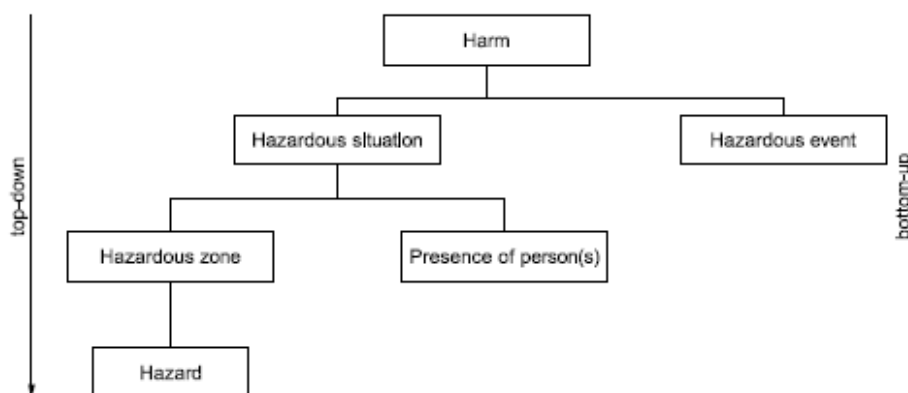 Harm
Hazardous situation
Hazardous event
top-down
bottom-up
Hazardous zone
Presence of person(s)
Hazard